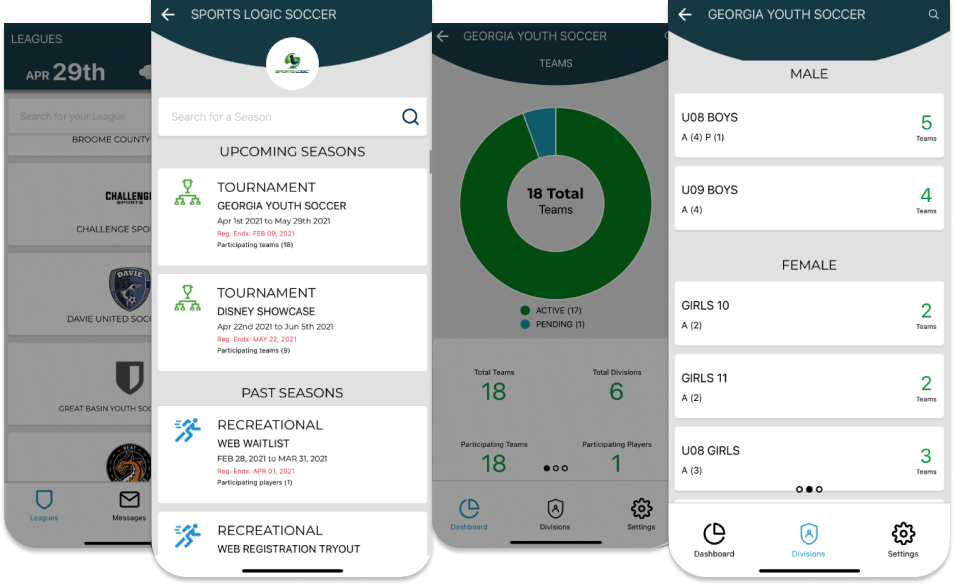 LEAGUES
APR 29th
Search for your League
BROOME COUNTY
CHALLENG
SPORTS
CHALLENGE SPO
DAVIE
DAVIE UNITED SOC
GREAT BASIN YOUTH SOC
HEAT
Leagues
Messages
SPORTS LOGIC SOCCER
SPORTSLOGIC
Search for a Season
UPCOMING SEASONS
TOURNAMENT
GEORGIA YOUTH SOCCER
Apr 1st 2021 to May 29th 2021
Reg. Ends: FEB 09, 2021
Participating teams (18)
TOURNAMENT
DISNEY SHOWCASE
Apr 22nd 2021 to Jun 5th 2021
Reg. Ends: MAY 22, 2021
Participating teams (9)
PAST SEASONS
RECREATIONAL
WEB WAITLIST
FEB 28, 2021 to MAR 31, 2021
Reg. Ends: APR 01, 2021
Participating players (1)
RECREATIONAL
WEB REGISTRATION TRYOUT
GEORGIA YOUTH SOCCER
TEAMS
18 Total
Teams
ACTIVE (17)
PENDING (1)
Total Teams
18
Total Divisions
6
Participating Teams
18
Participating Players
1
Dashboard
Divisions
Settings
GEORGIA YOUTH SOCCER
MALE
U08 BOYS
A (4) P (1)
5
Teams
U09 BOYS
A (4)
4
Teams
FEMALE
GIRLS 10
A (2)
2
Teams
GIRLS 11
A (2)
2
Teams
U08 GIRLS
A (3)
3
Teams
Dashboard
Divisions
Settings